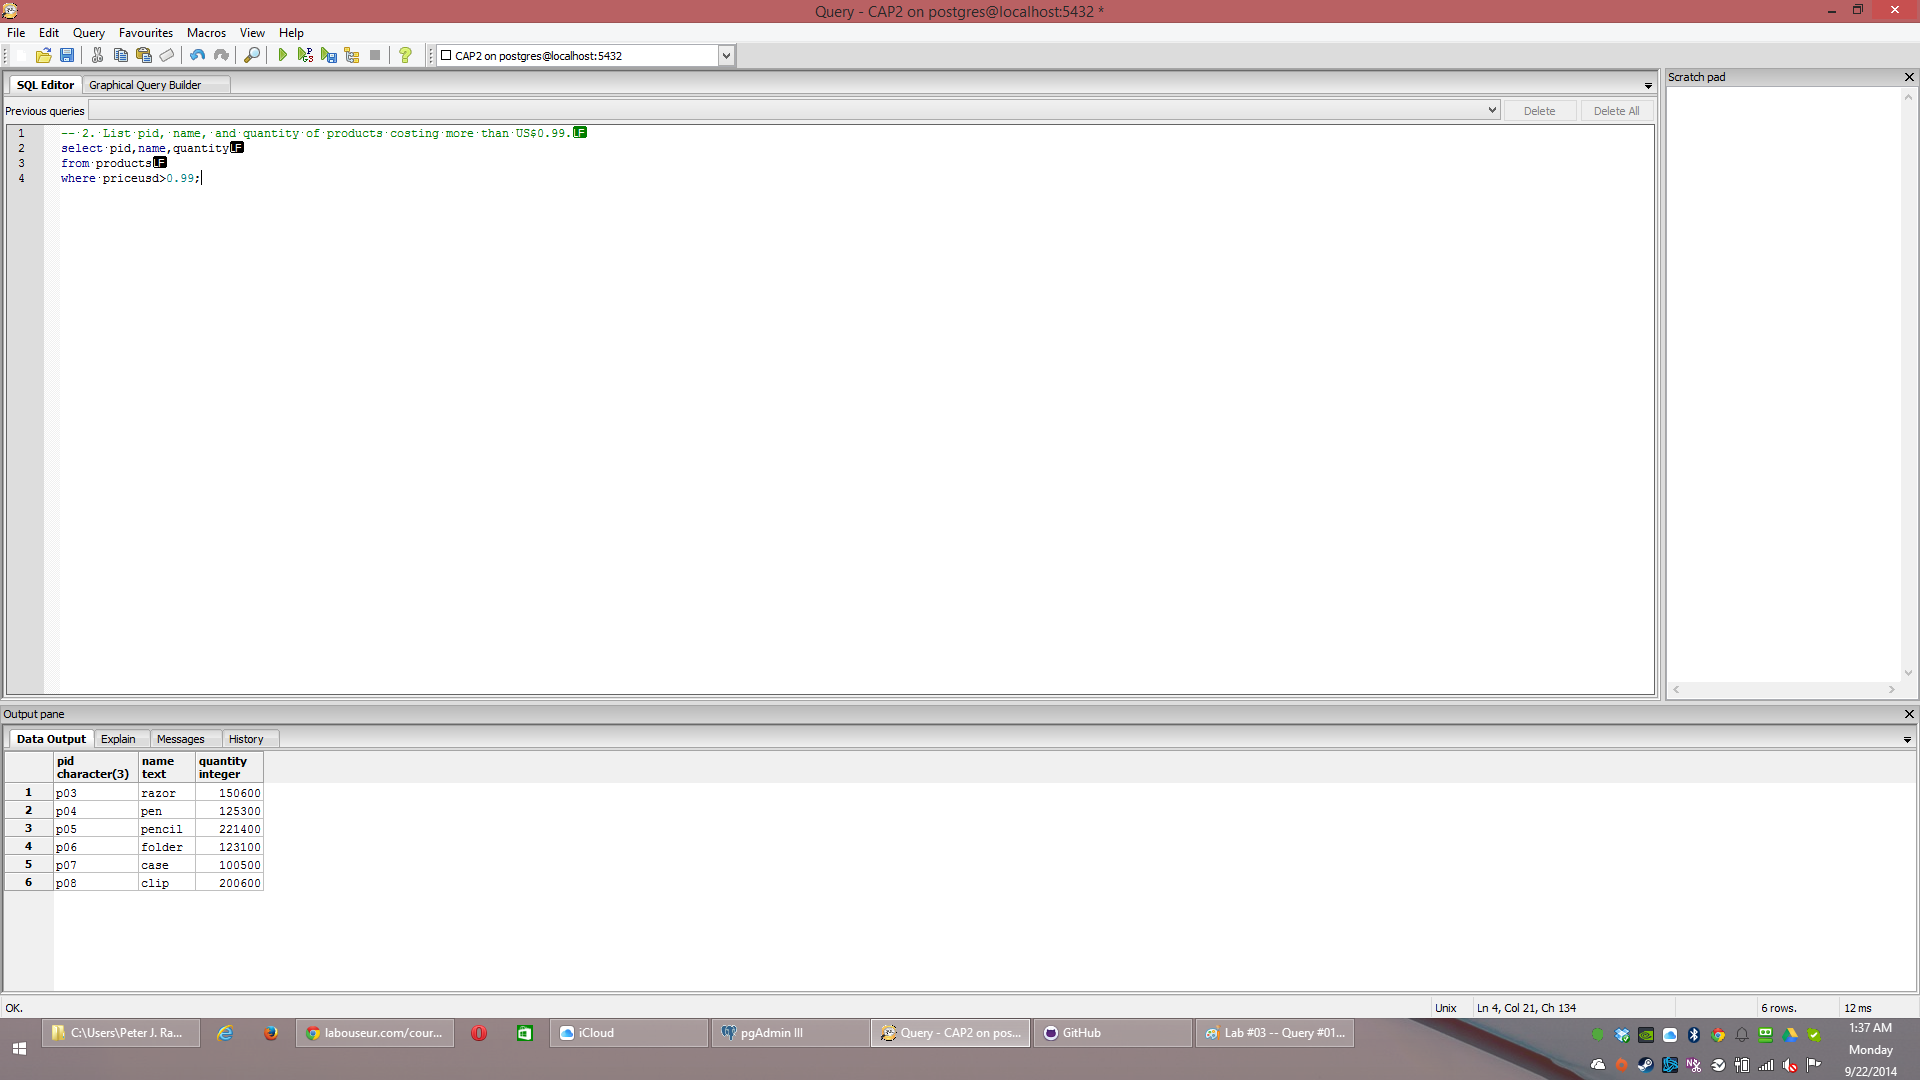 Query - CAP2 on postgres@localhost:5432 *
File Edit Query Favourites Macros View Help
CAP2 on postgres@localhost:5432
SQL Editor Graphical Query Builder
Scratch pad
Previous queries Delete Delete All
1 -- 2. List pid, name, and quantity of products costing more than US$0.99.LF
2 select pid,name,quantityLF
3 from productsLF
4 where priceusd>0.99;
Output pane
Data Output Explain Messages History
pid name quantity
character(3) text integer
1 p03 razor 150600
2 p04 pen 125300
3 p05 pencil 221400
4 p06 folder 123100
5 p07 case 100500
6 p08 clip 200600
OK. Unix Ln 4, Col 21, Ch 134 6 rows. 12 ms
C:\Users\Peter J. Ra... labouseur.com/cour... iCloud pgAdmin III Query - CAP2 on pos... GitHub Lab #03 -- Query #01...
1:37 AM
Monday
9/22/2014